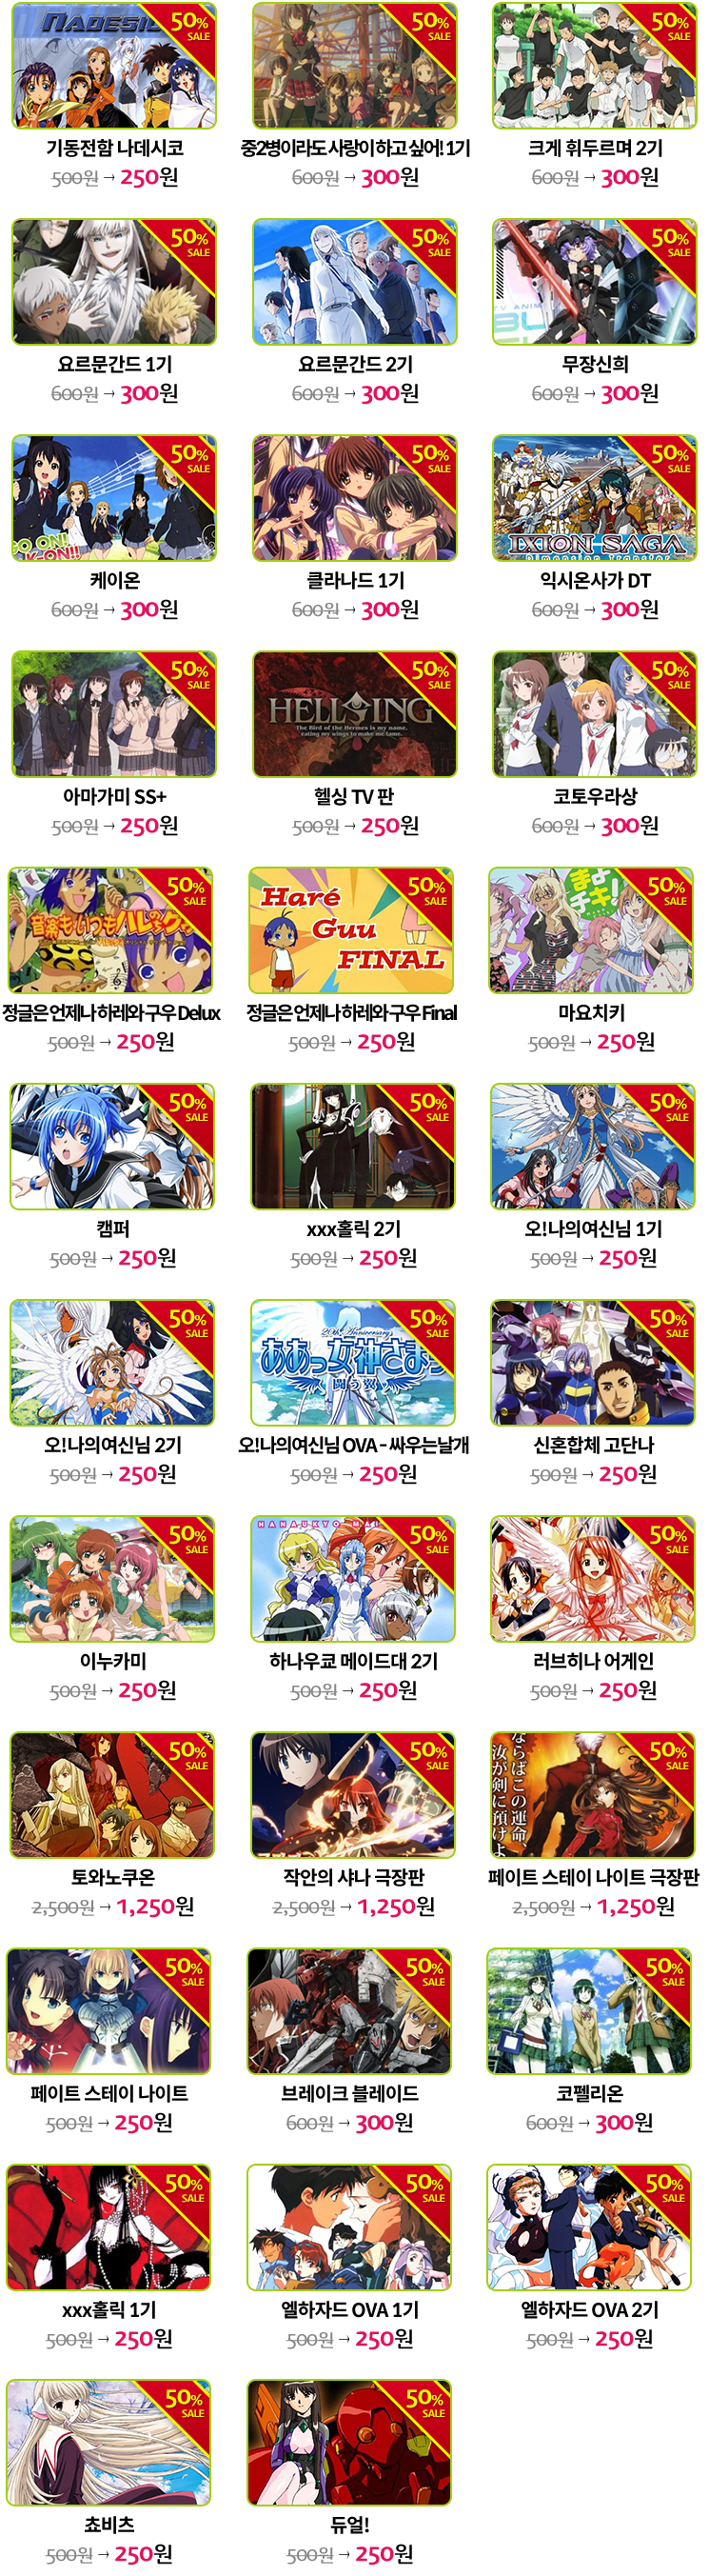 NADESI
50%
SALE
50%
SALE
50%
SALE
기동전함 나데시코
중2병이라도 사랑이 하고 싶어! 1기
크게 휘두르며 2기
500원 → 250원
600원 → 300원
600원 → 300원
50%
SALE
50%
SALE
50%
SALE
요르문간드 1기
요르문간드 2기
무장신희
600원 → 300원
600원 → 300원
600원 → 300원
50%
SALE
50%
SALE
50%
SALE
GO ON!
K-ON!!
IXION SAGA
케이온
클라나드 1기
익시온사가 DT
600원 → 300원
600원 → 300원
600원 → 300원
50%
SALE
50%
SALE
50%
SALE
HELLSING
The Bird of the Hermes is my name,
eating my wings to make me tame.
아마가미 SS+
헬싱 TV 판
코토우라상
500원 → 250원
500원 → 250원
600원 → 300원
50%
SALE
50%
SALE
50%
SALE
音楽もいつもハレ
Haré
Guu
FINAL
まよ
チキ!
정글은 언제나 하레와 구우 Delux
정글은 언제나 하레와 구우 Final
마요치키
500원 → 250원
500원 → 250원
500원 → 250원
50%
SALE
50%
SALE
50%
SALE
캠퍼
xxx홀릭 2기
오!나의여신님 1기
500원 → 250원
500원 → 250원
500원 → 250원
50%
SALE
50%
SALE
50%
SALE
20th Anniversary
ああっ女神さまっ
闘う翼
오!나의여신님 2기
오!나의여신님 OVA - 싸우는날개
신혼합체 고단나
500원 → 250원
500원 → 250원
500원 → 250원
50%
SALE
50%
SALE
50%
SALE
HANAUKYO MAI
이누카미
하나우쿄 메이드대 2기
러브히나 어게인
500원 → 250원
500원 → 250원
500원 → 250원
50%
SALE
50%
SALE
50%
SALE
ならばこの運命、
汝が剣に預けよ
토와노쿠온
작안의 샤나 극장판
페이트 스테이 나이트 극장판
2,500원 → 1,250원
2,500원 → 1,250원
2,500원 → 1,250원
50%
SALE
50%
SALE
50%
SALE
페이트 스테이 나이트
브레이크 블레이드
코펠리온
500원 → 250원
600원 → 300원
600원 → 300원
50%
SALE
50%
SALE
50%
SALE
xxx홀릭 1기
엘하자드 OVA 1기
엘하자드 OVA 2기
500원 → 250원
500원 → 250원
500원 → 250원
50%
SALE
50%
SALE
쵸비츠
듀얼!
500원 → 250원
500원 → 250원